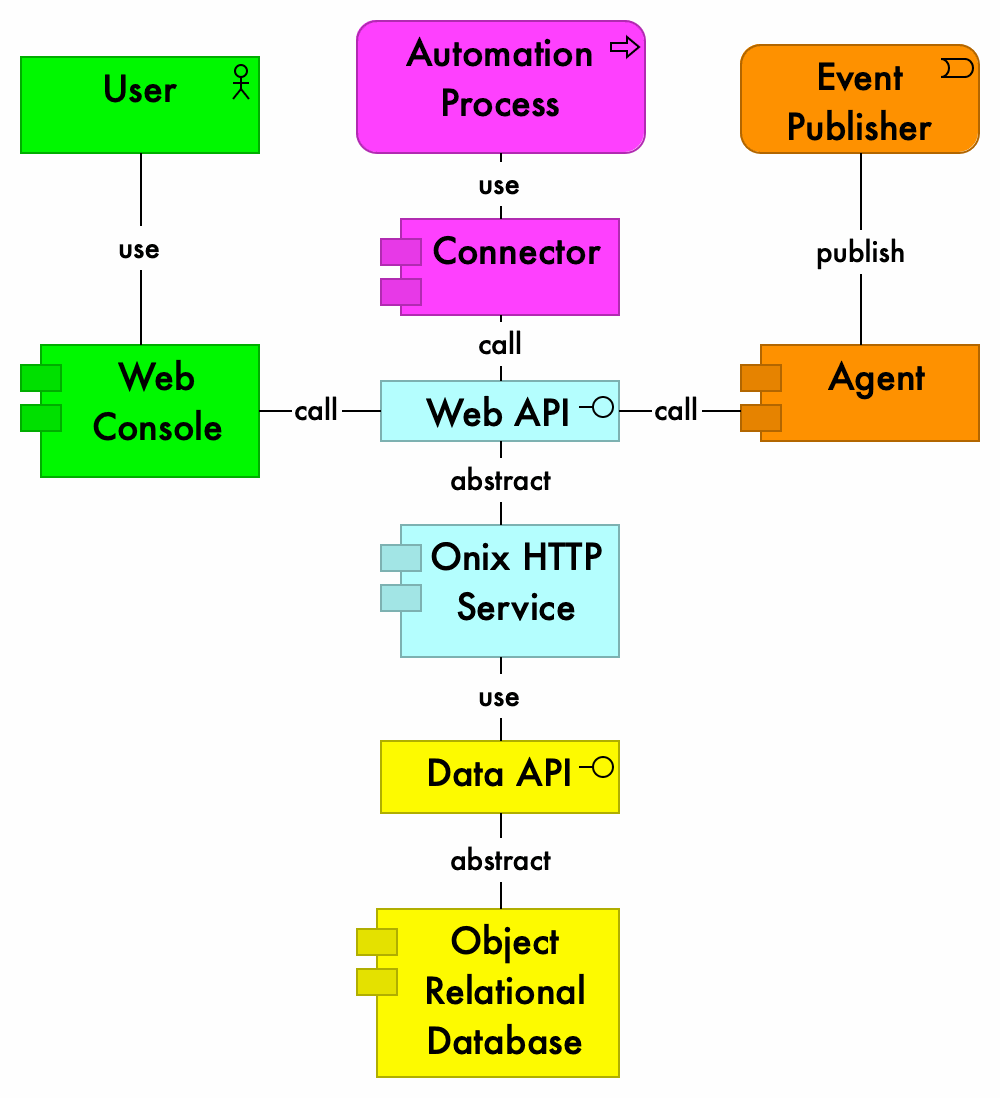 User
Automation
Process
Event
Publisher
use
use
publish
Connector
call
Web
Console
call
Web API
call
Agent
abstract
Onix HTTP
Service
use
Data API
abstract
Object
Relational
Database